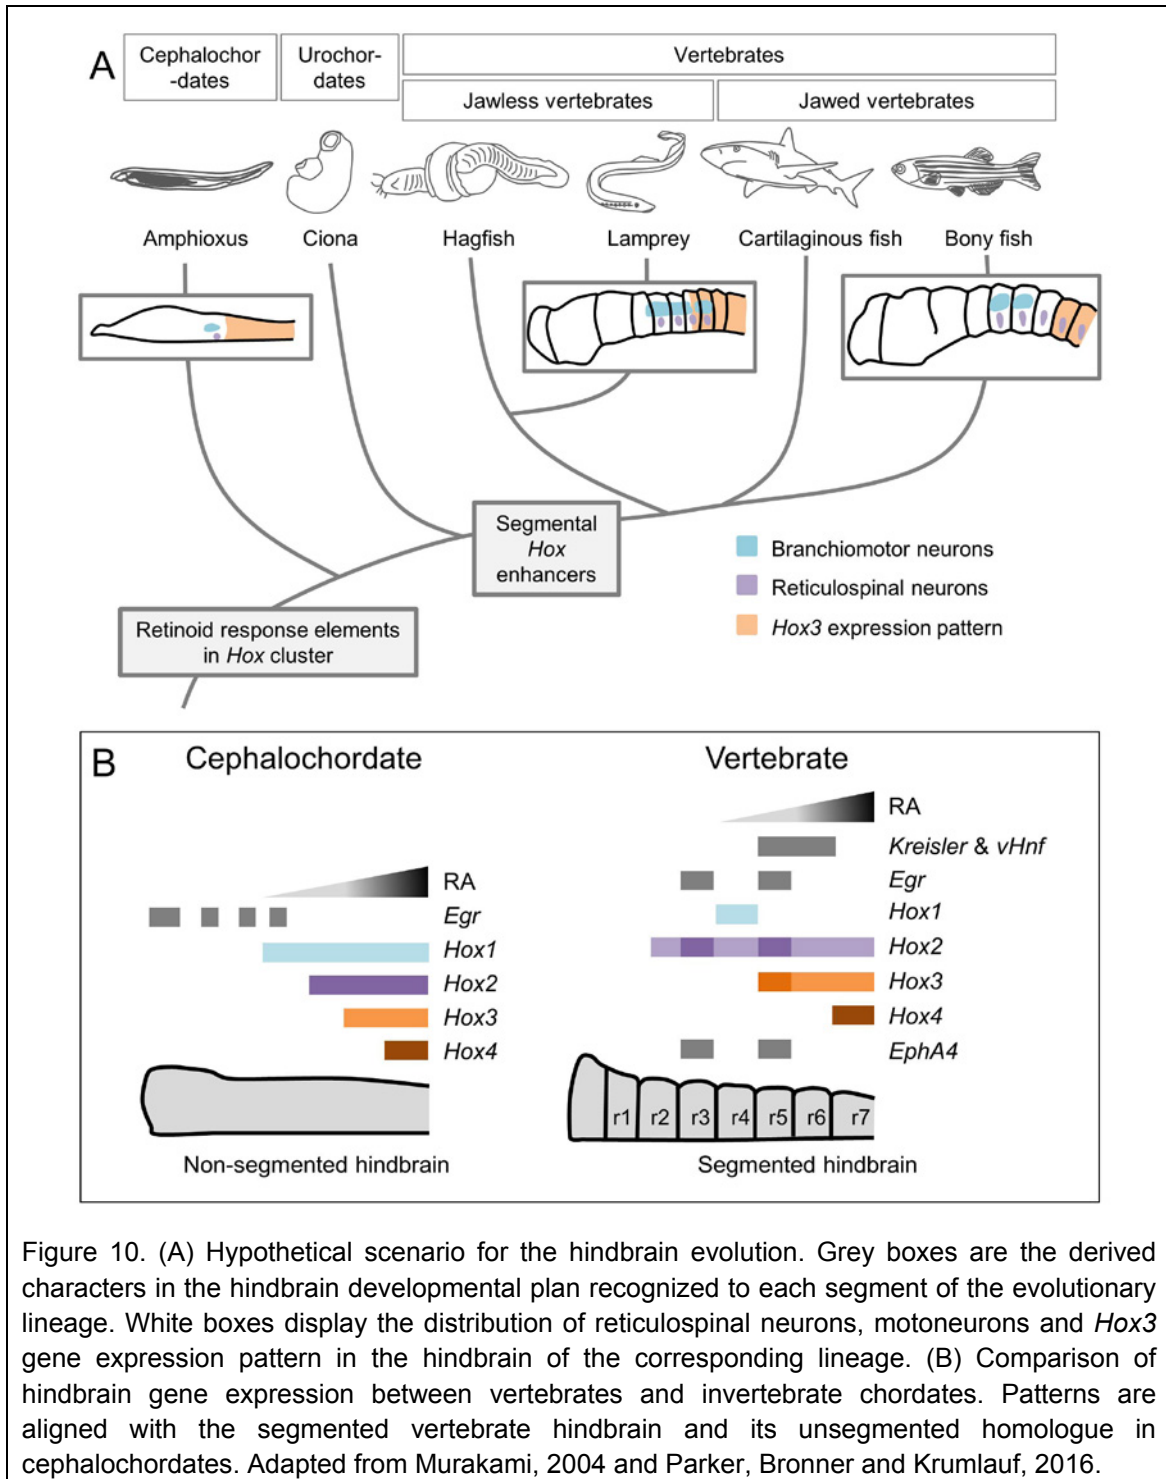 A
Cephalochor
-dates
Urochor-
dates
Vertebrates
Jawless vertebrates
Jawed vertebrates
Amphioxus
Ciona
Hagfish
Lamprey
Cartilaginous fish
Bony fish
Segmental
Hox
enhancers
Branchiomotor neurons
Reticulospinal neurons
Hox3 expression pattern
Retinoid response elements
in Hox cluster
B
Cephalochordate
RA
Egr
Hox1
Hox2
Hox3
Hox4
Non-segmented hindbrain
Vertebrate
RA
Kreisler & vHnf
Egr
Hox1
Hox2
Hox3
Hox4
EphA4
r1 r2 r3 r4 r5 r6 r7
Segmented hindbrain
Figure 10. (A) Hypothetical scenario for the hindbrain evolution. Grey boxes are the derived
characters in the hindbrain developmental plan recognized to each segment of the evolutionary
lineage. White boxes display the distribution of reticulospinal neurons, motoneurons and Hox3
gene expression pattern in the hindbrain of the corresponding lineage. (B) Comparison of
hindbrain gene expression between vertebrates and invertebrate chordates. Patterns are
aligned with the segmented vertebrate hindbrain and its unsegmented homologue in
cephalochordates. Adapted from Murakami, 2004 and Parker, Bronner and Krumlauf, 2016.